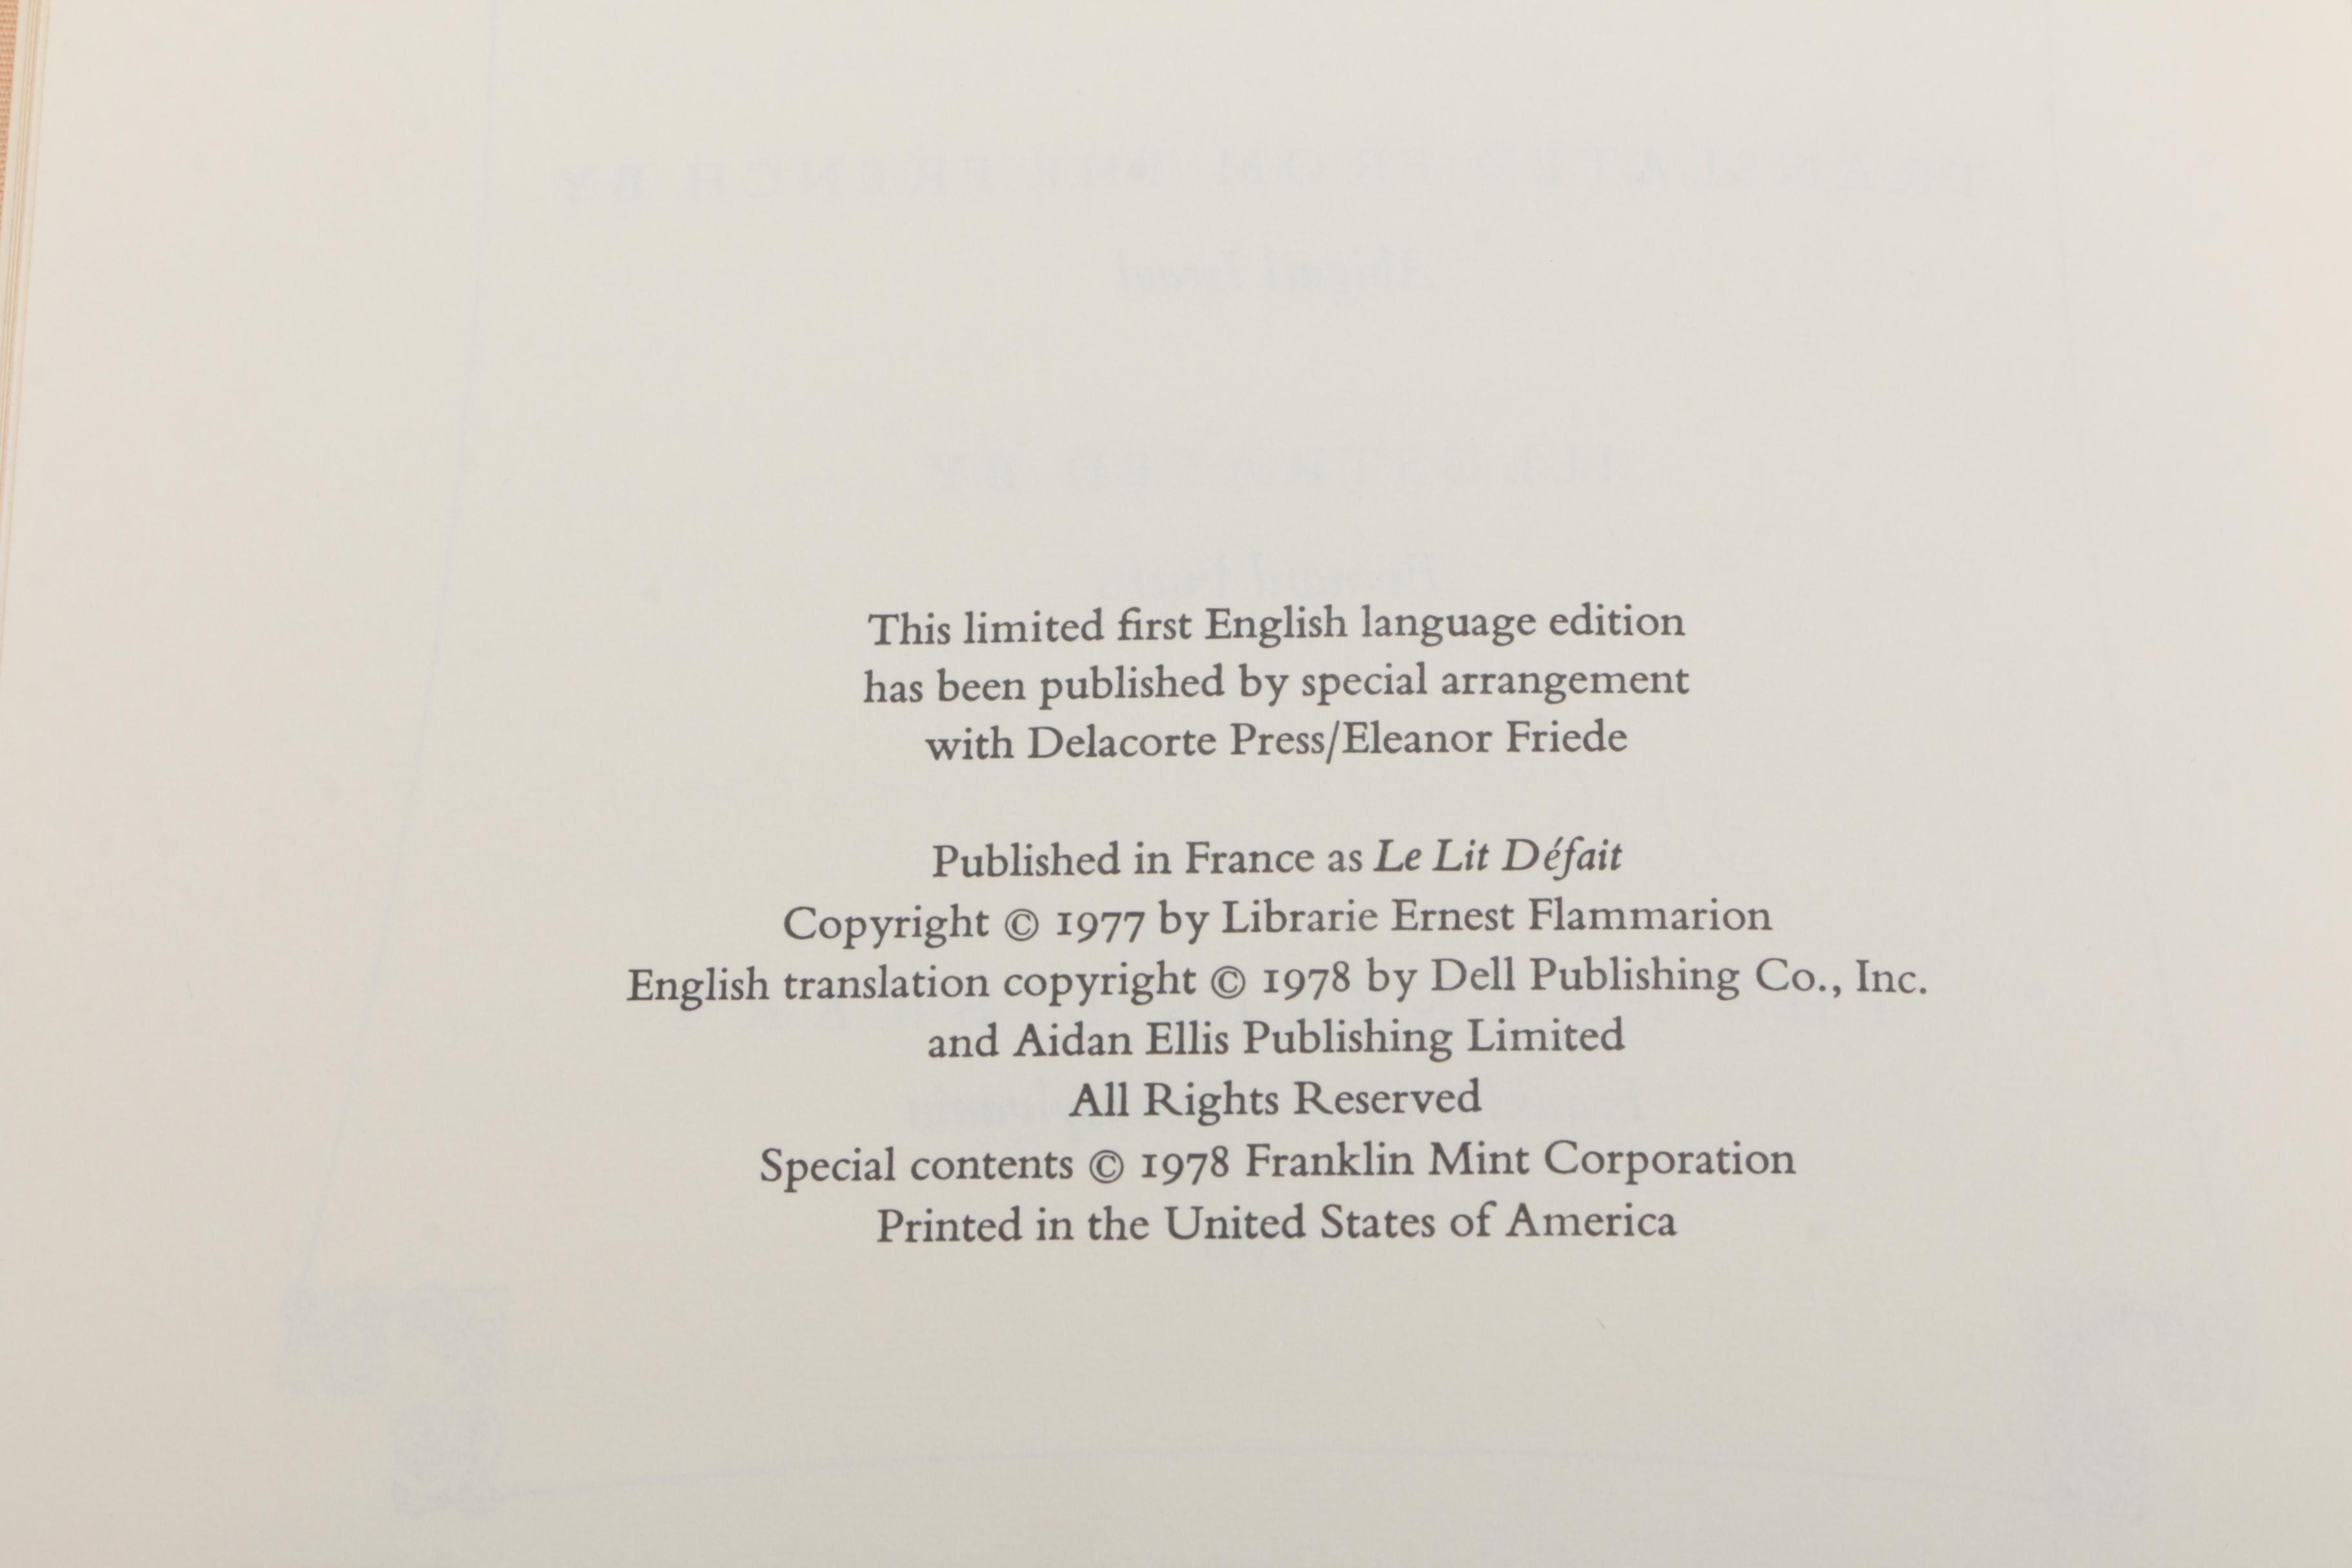 This limited first English language edition
has been published by special arrangement
with Delacorte Press/Eleanor Friede
Published in France as Le Lit Défait
Copyright © 1977 by Librarie Ernest Flammarion
English translation copyright © 1978 by Dell Publishing Co., Inc.
and Aidan Ellis Publishing Limited
All Rights Reserved
Special contents © 1978 Franklin Mint Corporation
Printed in the United States of America